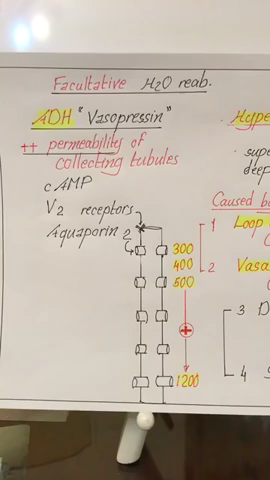 Facultative H2O reab.
ADH "Vasopressin"
++ permeability of
collecting tubules
cAMP
V2 receptors
Aquaporin 2
300
400
500
1200
Hype
supe
deep
Caused b
1 Loop
2 Vasa
3 D
4